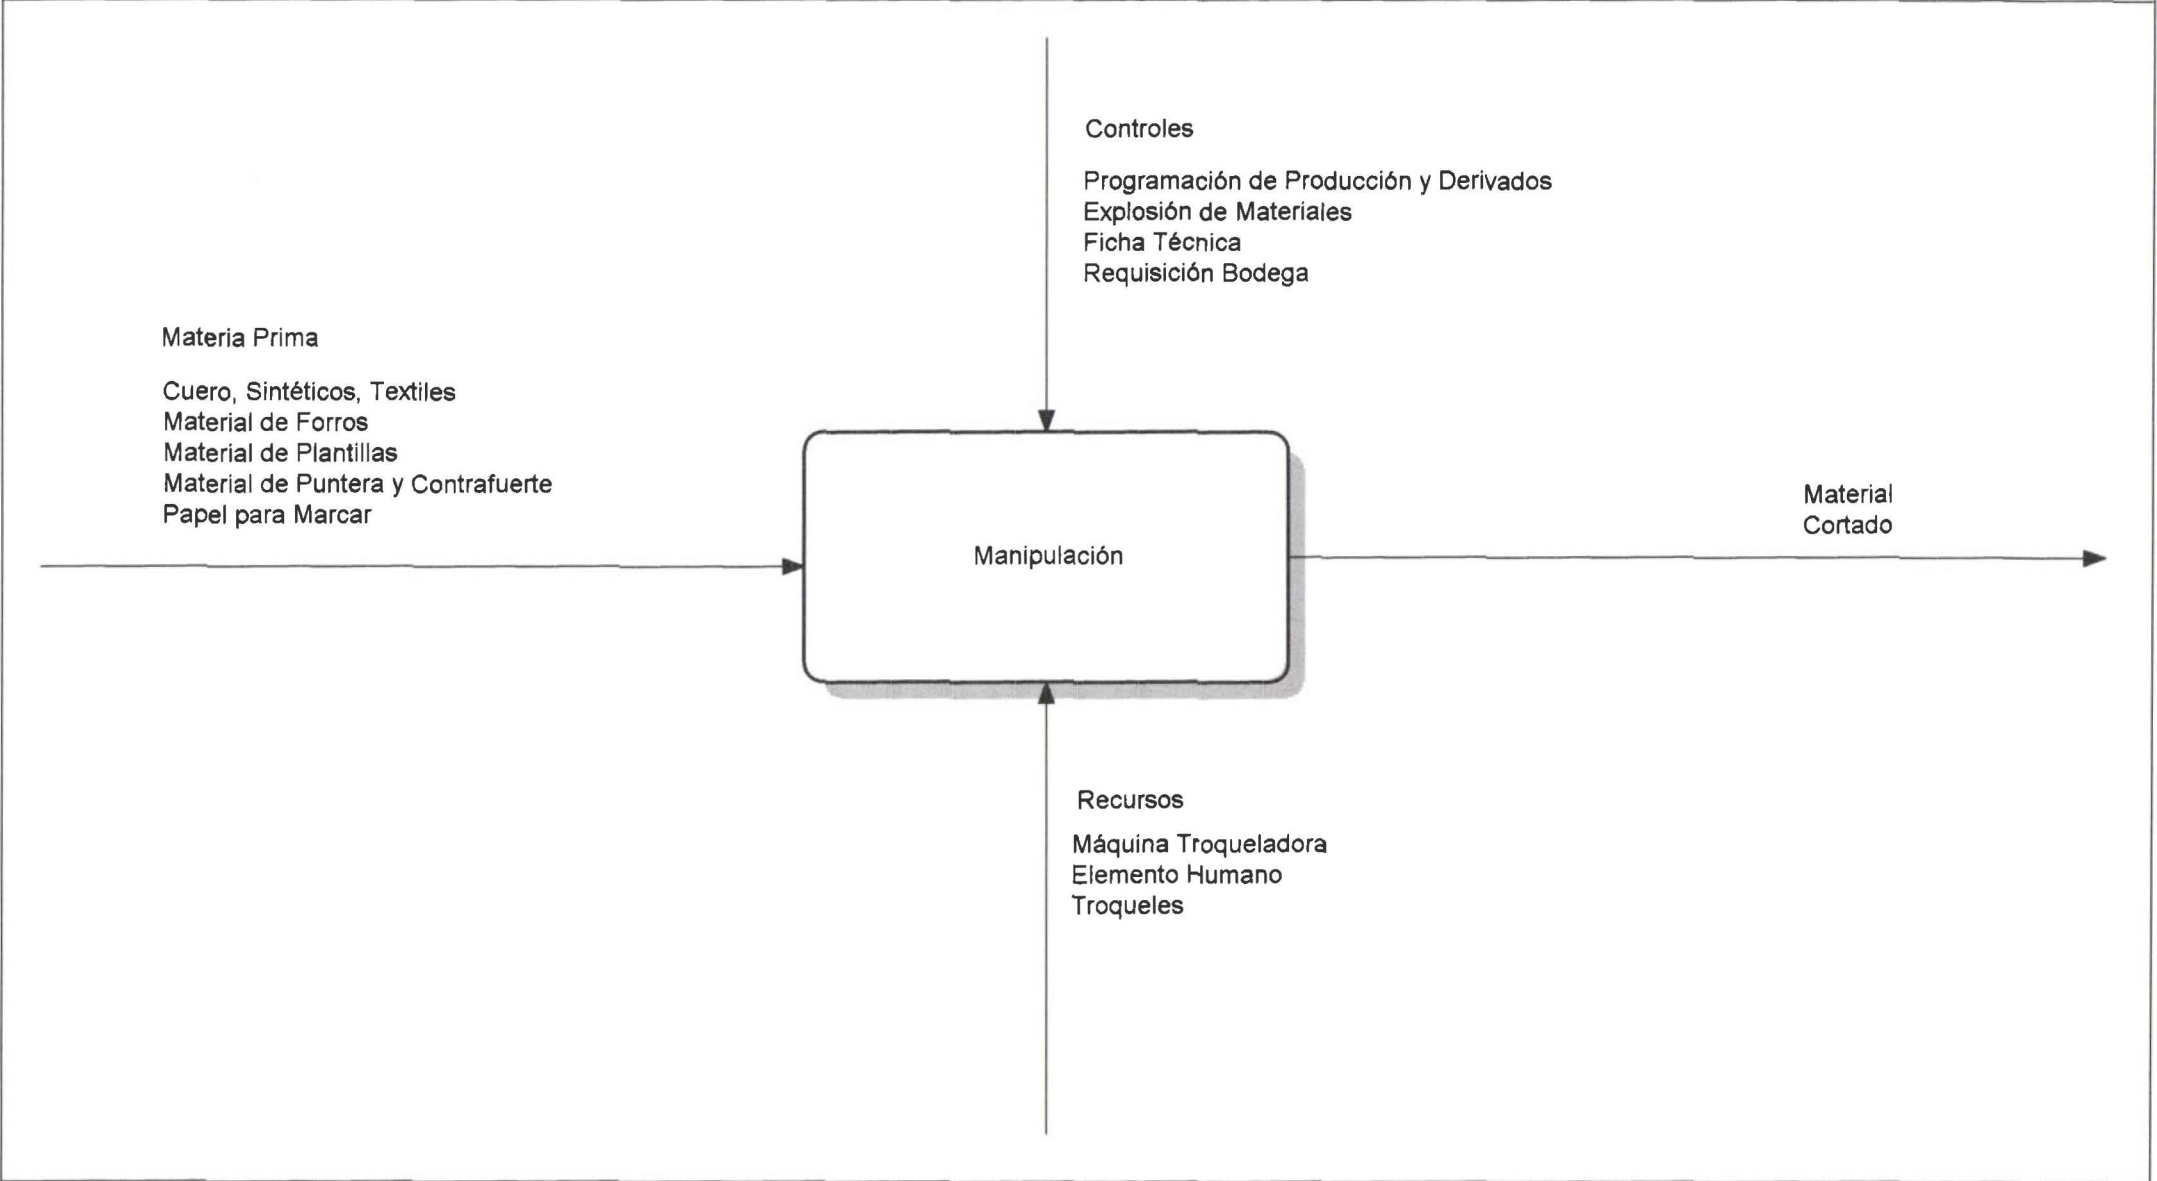 Controles
Programación de Producción y Derivados
Explosión de Materiales
Ficha Técnica
Requisición Bodega
Materia Prima
Cuero, Sintéticos, Textiles
Material de Forros
Material de Plantillas
Material de Puntera y Contrafuerte
Papel para Marcar
Manipulación
Material
Cortado
Recursos
Máquina Troqueladora
Elemento Humano
Troqueles